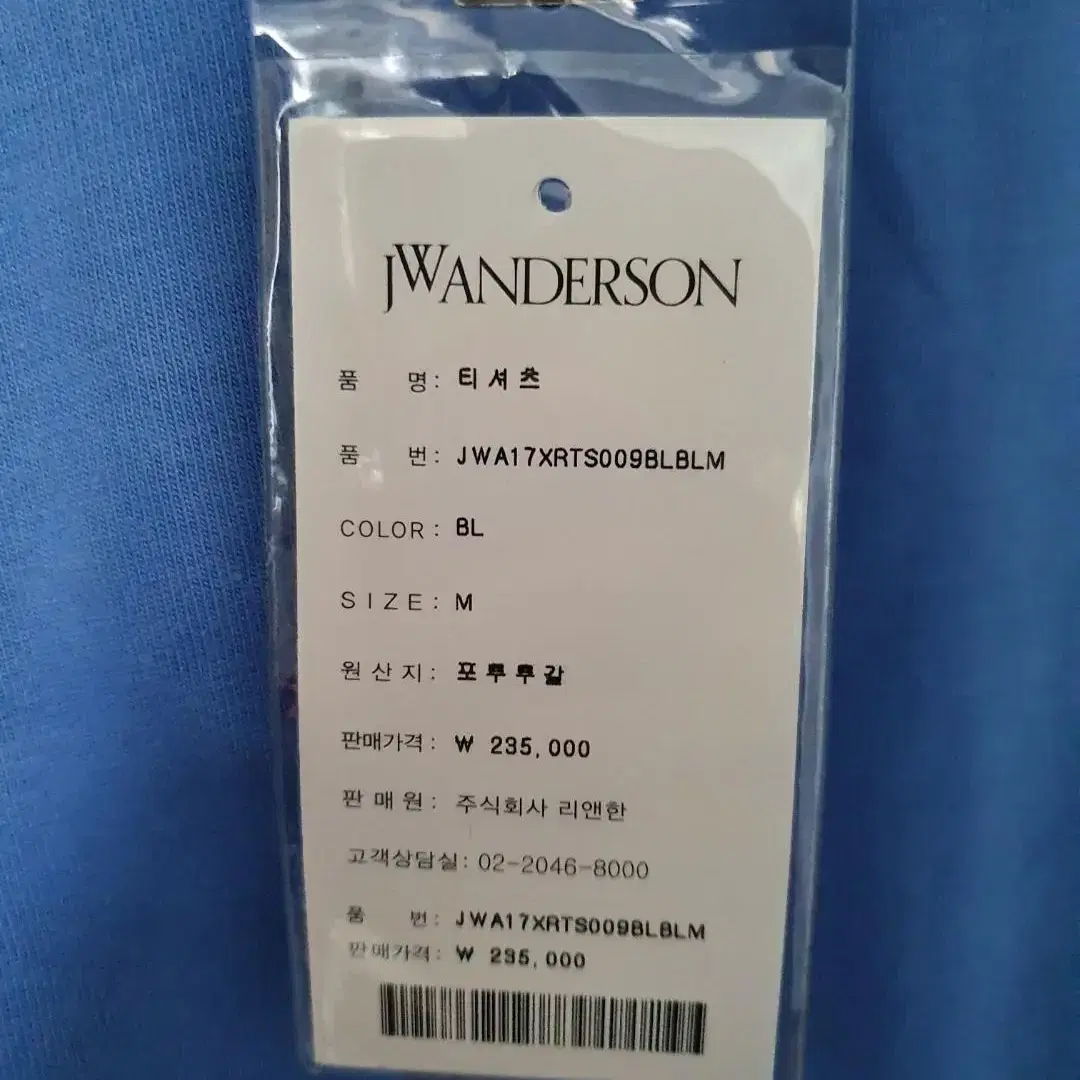 JW ANDERSON
품 명: 티셔츠
품 번: JWA17XRTS009BLBLM
COLOR: BL
SIZE: M
원산지: 포루투갈
판매가격: ₩ 235,000
판매원: 주식회사 리앤한
고객상담실: 02-2046-8000
품 번: JWA17XRTS009BLBLM
판매가격: ₩ 235,000